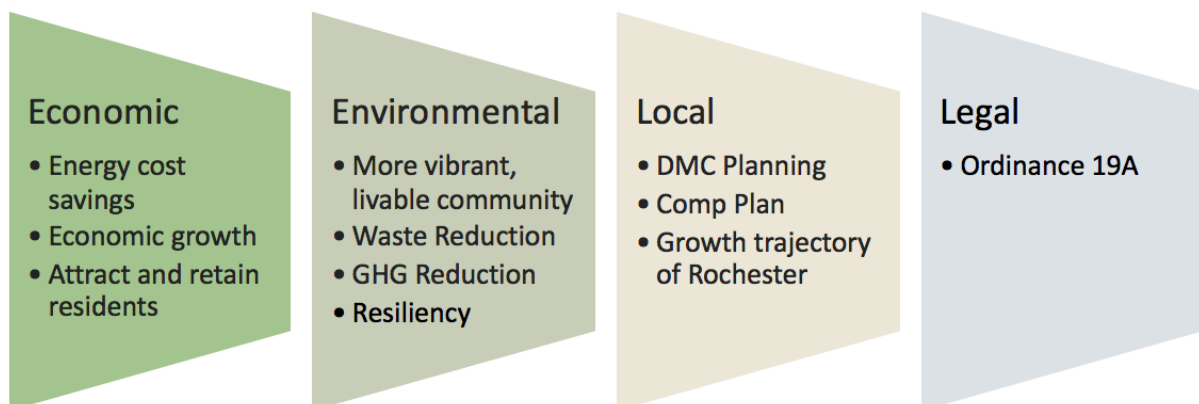 Economic
• Energy cost
savings
• Economic growth
• Attract and retain
residents
Environmental
• More vibrant,
livable community
• Waste Reduction
• GHG Reduction
• Resiliency
Local
• DMC Planning
• Comp Plan
• Growth trajectory
of Rochester
Legal
• Ordinance 19A